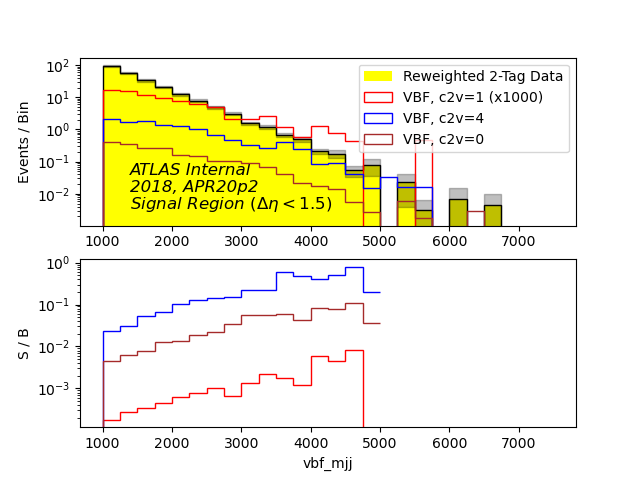 Reweighted 2-Tag Data
VBF, c2v=1 (x1000)
VBF, c2v=4
VBF, c2v=0
Events / Bin
10²
10¹
10⁰
10⁻¹
10⁻²
ATLAS Internal
2018, APR20p2
Signal Region (Δη < 1.5)
1000 2000 3000 4000 5000 6000 7000
S / B
10⁰
10⁻¹
10⁻²
10⁻³
1000 2000 3000 4000 5000 6000 7000
vbf_mjj